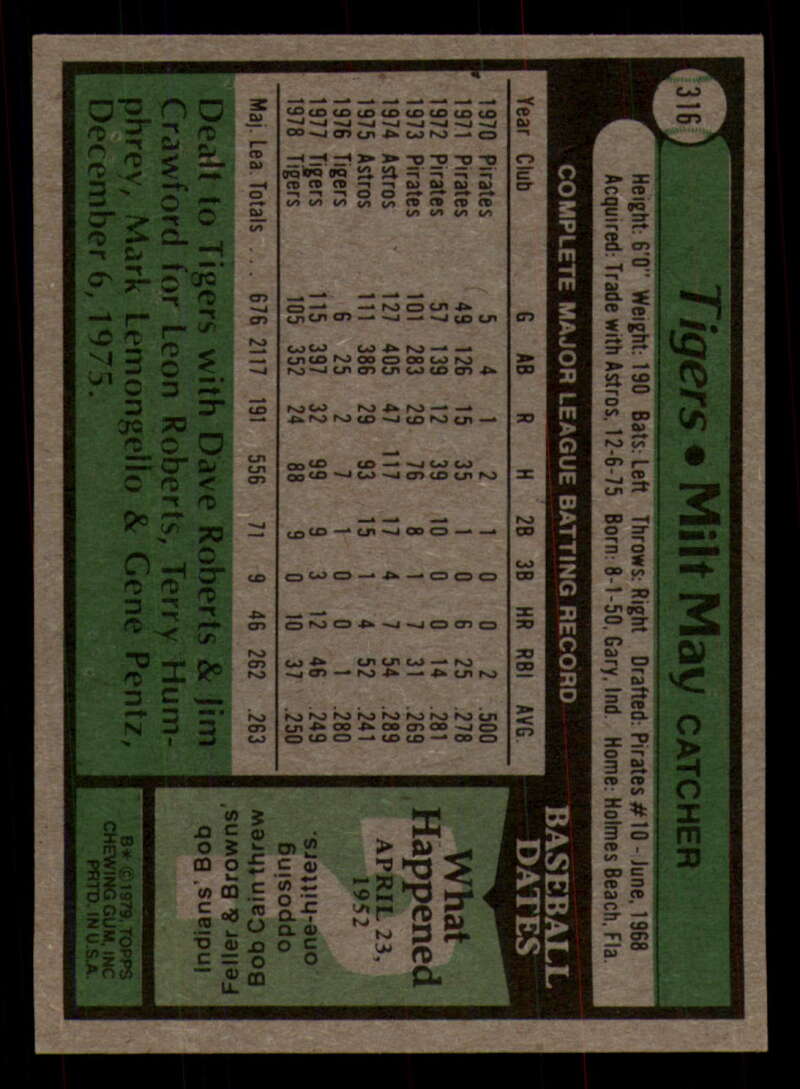 316
Tigers • Milt May CATCHER
Height: 6'0" Weight: 190 Bats: Left Throws: Right Drafted: Pirates #10 - June, 1968
Acquired: Trade with Astros, 12-6-75 Born: 8-1-50, Gary, Ind. Home: Holmes Beach, Fla.
COMPLETE MAJOR LEAGUE BATTING RECORD
Year Club G AB R H 2B 3B HR RBI AVG.
1970 Pirates 5 4 1 2 1 0 0 2 .500
1971 Pirates 49 126 15 35 1 0 6 25 .278
1972 Pirates 57 139 12 39 10 0 0 14 .281
1973 Pirates 101 283 29 76 8 1 7 31 .269
1974 Astros 127 405 47 117 17 4 7 54 .289
1975 Astros 111 386 29 93 15 1 4 52 .241
1976 Tigers 6 25 2 7 1 0 0 1 .280
1977 Tigers 115 397 32 99 9 3 12 46 .249
1978 Tigers 105 352 24 88 9 0 10 37 .250
Maj. Lea. Totals . . . 676 2117 191 556 71 9 46 262 .263
Dealt to Tigers with Dave Roberts & Jim
Crawford for Leon Roberts, Terry Hum-
phrey, Mark Lemongello & Gene Pentz,
December 6, 1975.
BASEBALL
DATES
What
Happened
APRIL 23,
1952
Indians' Bob
Feller & Browns'
Bob Cain threw
opposing
one-hitters.
B* © 1979, TOPPS
CHEWING GUM, INC
PRTD. IN U.S.A.